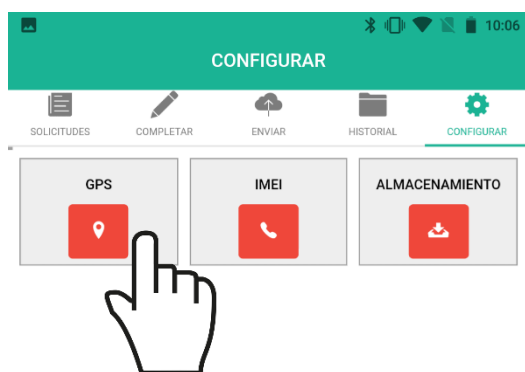 10:06
CONFIGURAR
SOLICITUDES COMPLETAR ENVIAR HISTORIAL CONFIGURAR
GPS IMEI ALMACENAMIENTO